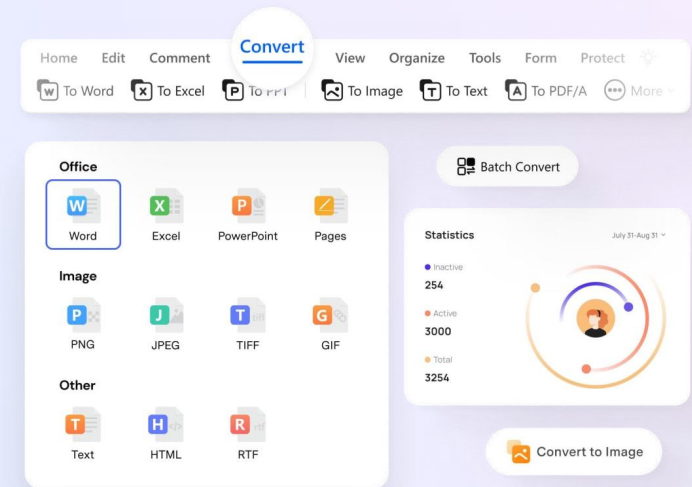 Home Edit Comment Convert View Organize Tools Form Protect
W To Word X To Excel P To PPT To Image T To Text A To PDF/A More
Office
W X P
Word Excel PowerPoint Pages
Image
P J T tiff G
PNG JPEG TIFF GIF
Other
T H </> R rtf
Text HTML RTF
Batch Convert
Statistics July 31-Aug 31
Inactive
254
Active
3000
Total
3254
Convert to Image